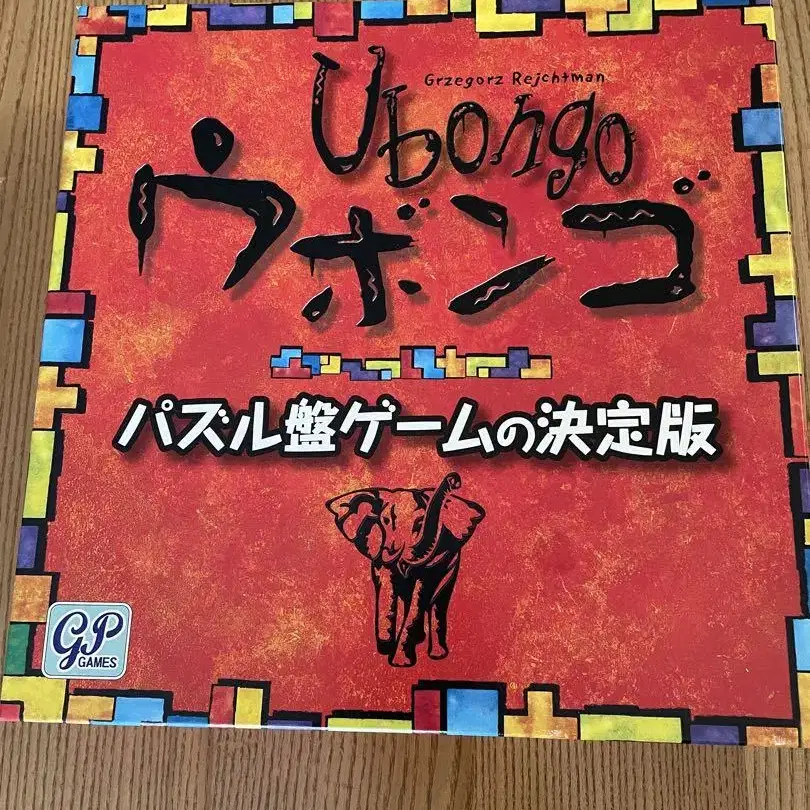 Grzegorz Rejchtman
Ubongo
ウボンゴ
パズル盤ゲームの決定版
GP
GAMES